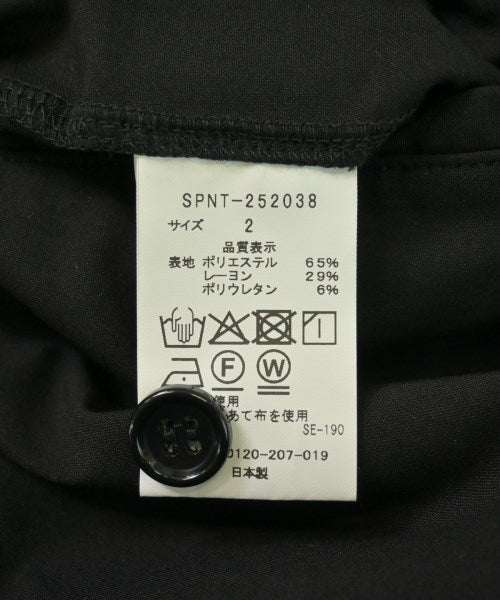 SPNT-252038
サイズ 2
品質表示
表地 ポリエステル 65%
レーヨン 29%
ポリウレタン 6%
F W
使用
あて布を使用
SE-190
0120-207-019
日本製